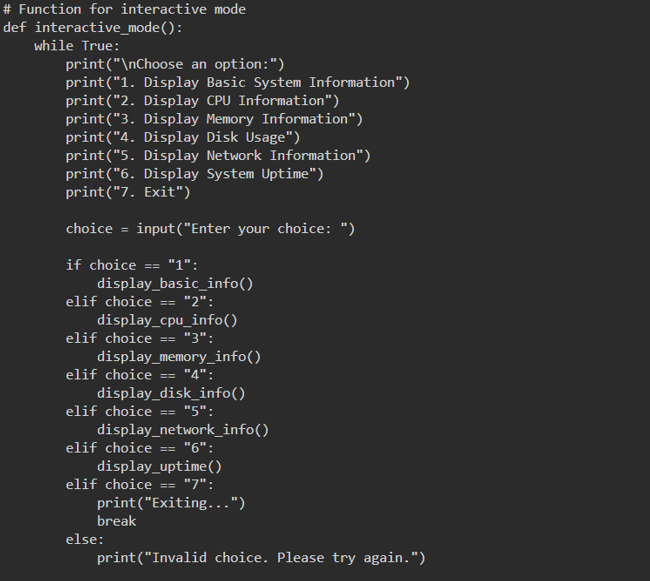 # Function for interactive mode
def interactive_mode():
    while True:
        print("\nChoose an option:")
        print("1. Display Basic System Information")
        print("2. Display CPU Information")
        print("3. Display Memory Information")
        print("4. Display Disk Usage")
        print("5. Display Network Information")
        print("6. Display System Uptime")
        print("7. Exit")

        choice = input("Enter your choice: ")

        if choice == "1":
            display_basic_info()
        elif choice == "2":
            display_cpu_info()
        elif choice == "3":
            display_memory_info()
        elif choice == "4":
            display_disk_info()
        elif choice == "5":
            display_network_info()
        elif choice == "6":
            display_uptime()
        elif choice == "7":
            print("Exiting...")
            break
        else:
            print("Invalid choice. Please try again.")